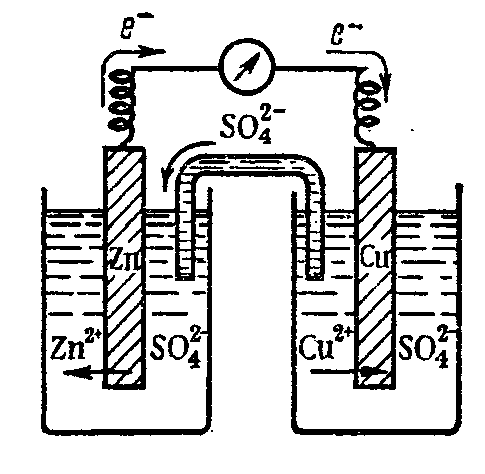 e⁻ e⁻
SO₄²⁻
Zn Cu
Zn²⁺ SO₄²⁻ Cu²⁺ SO₄²⁻